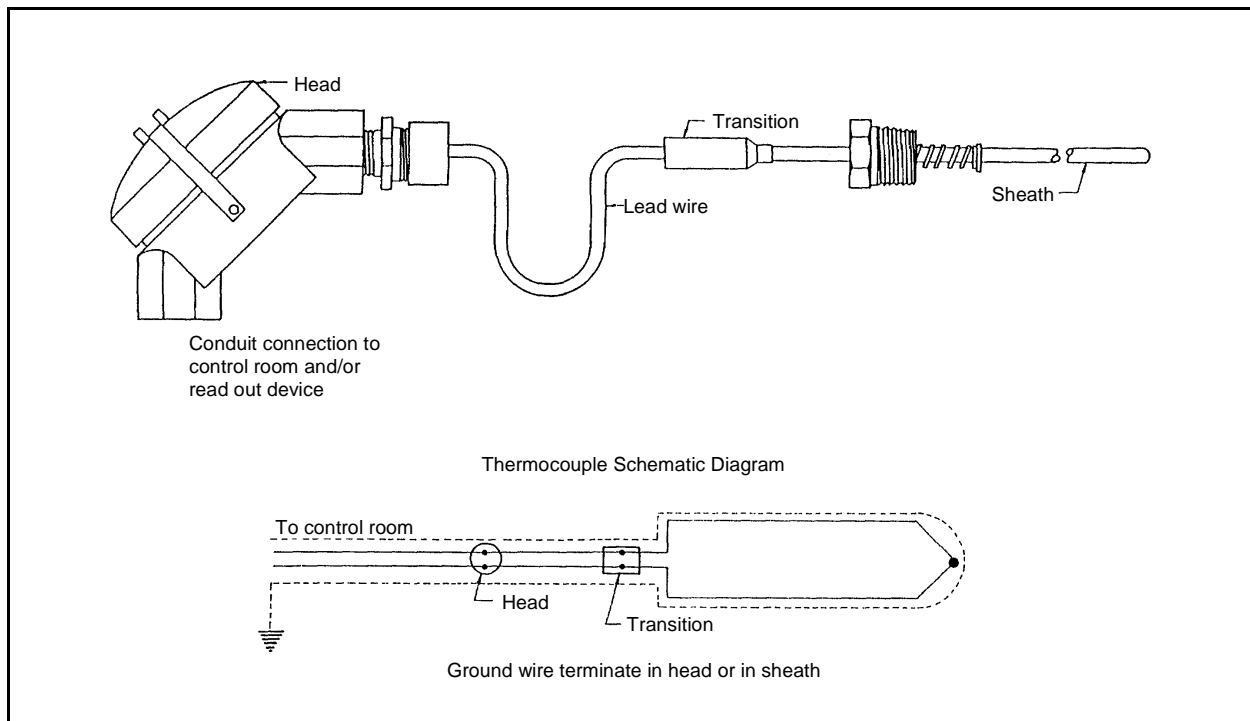 Head
Transition
Lead wire
Sheath
Conduit connection to
control room and/or
read out device
Thermocouple Schematic Diagram
To control room
Head
Transition
Ground wire terminate in head or in sheath